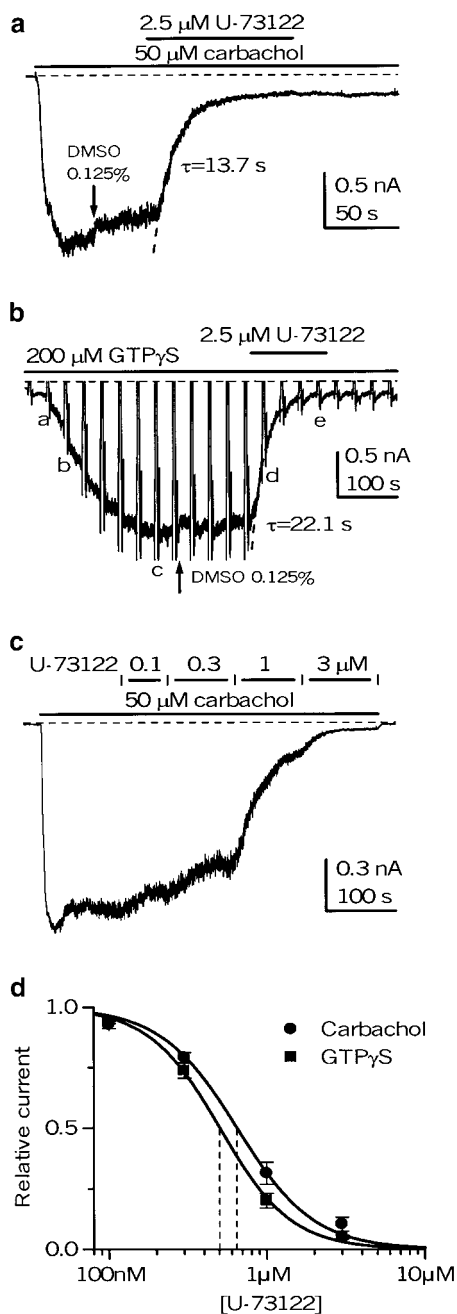 a
2.5 µM U-73122
50 µM carbachol
DMSO
0.125%
τ=13.7 s
0.5 nA
50 s
b
2.5 µM U-73122
200 µM GTPγS
a
b
c
d
e
0.5 nA
100 s
τ=22.1 s
DMSO 0.125%
c
U-73122 0.1 0.3 1 3 µM
50 µM carbachol
0.3 nA
100 s
d
1.0
0.5
0.0
Relative current
Carbachol
GTPγS
100nM 1µM 10µM
[U-73122]